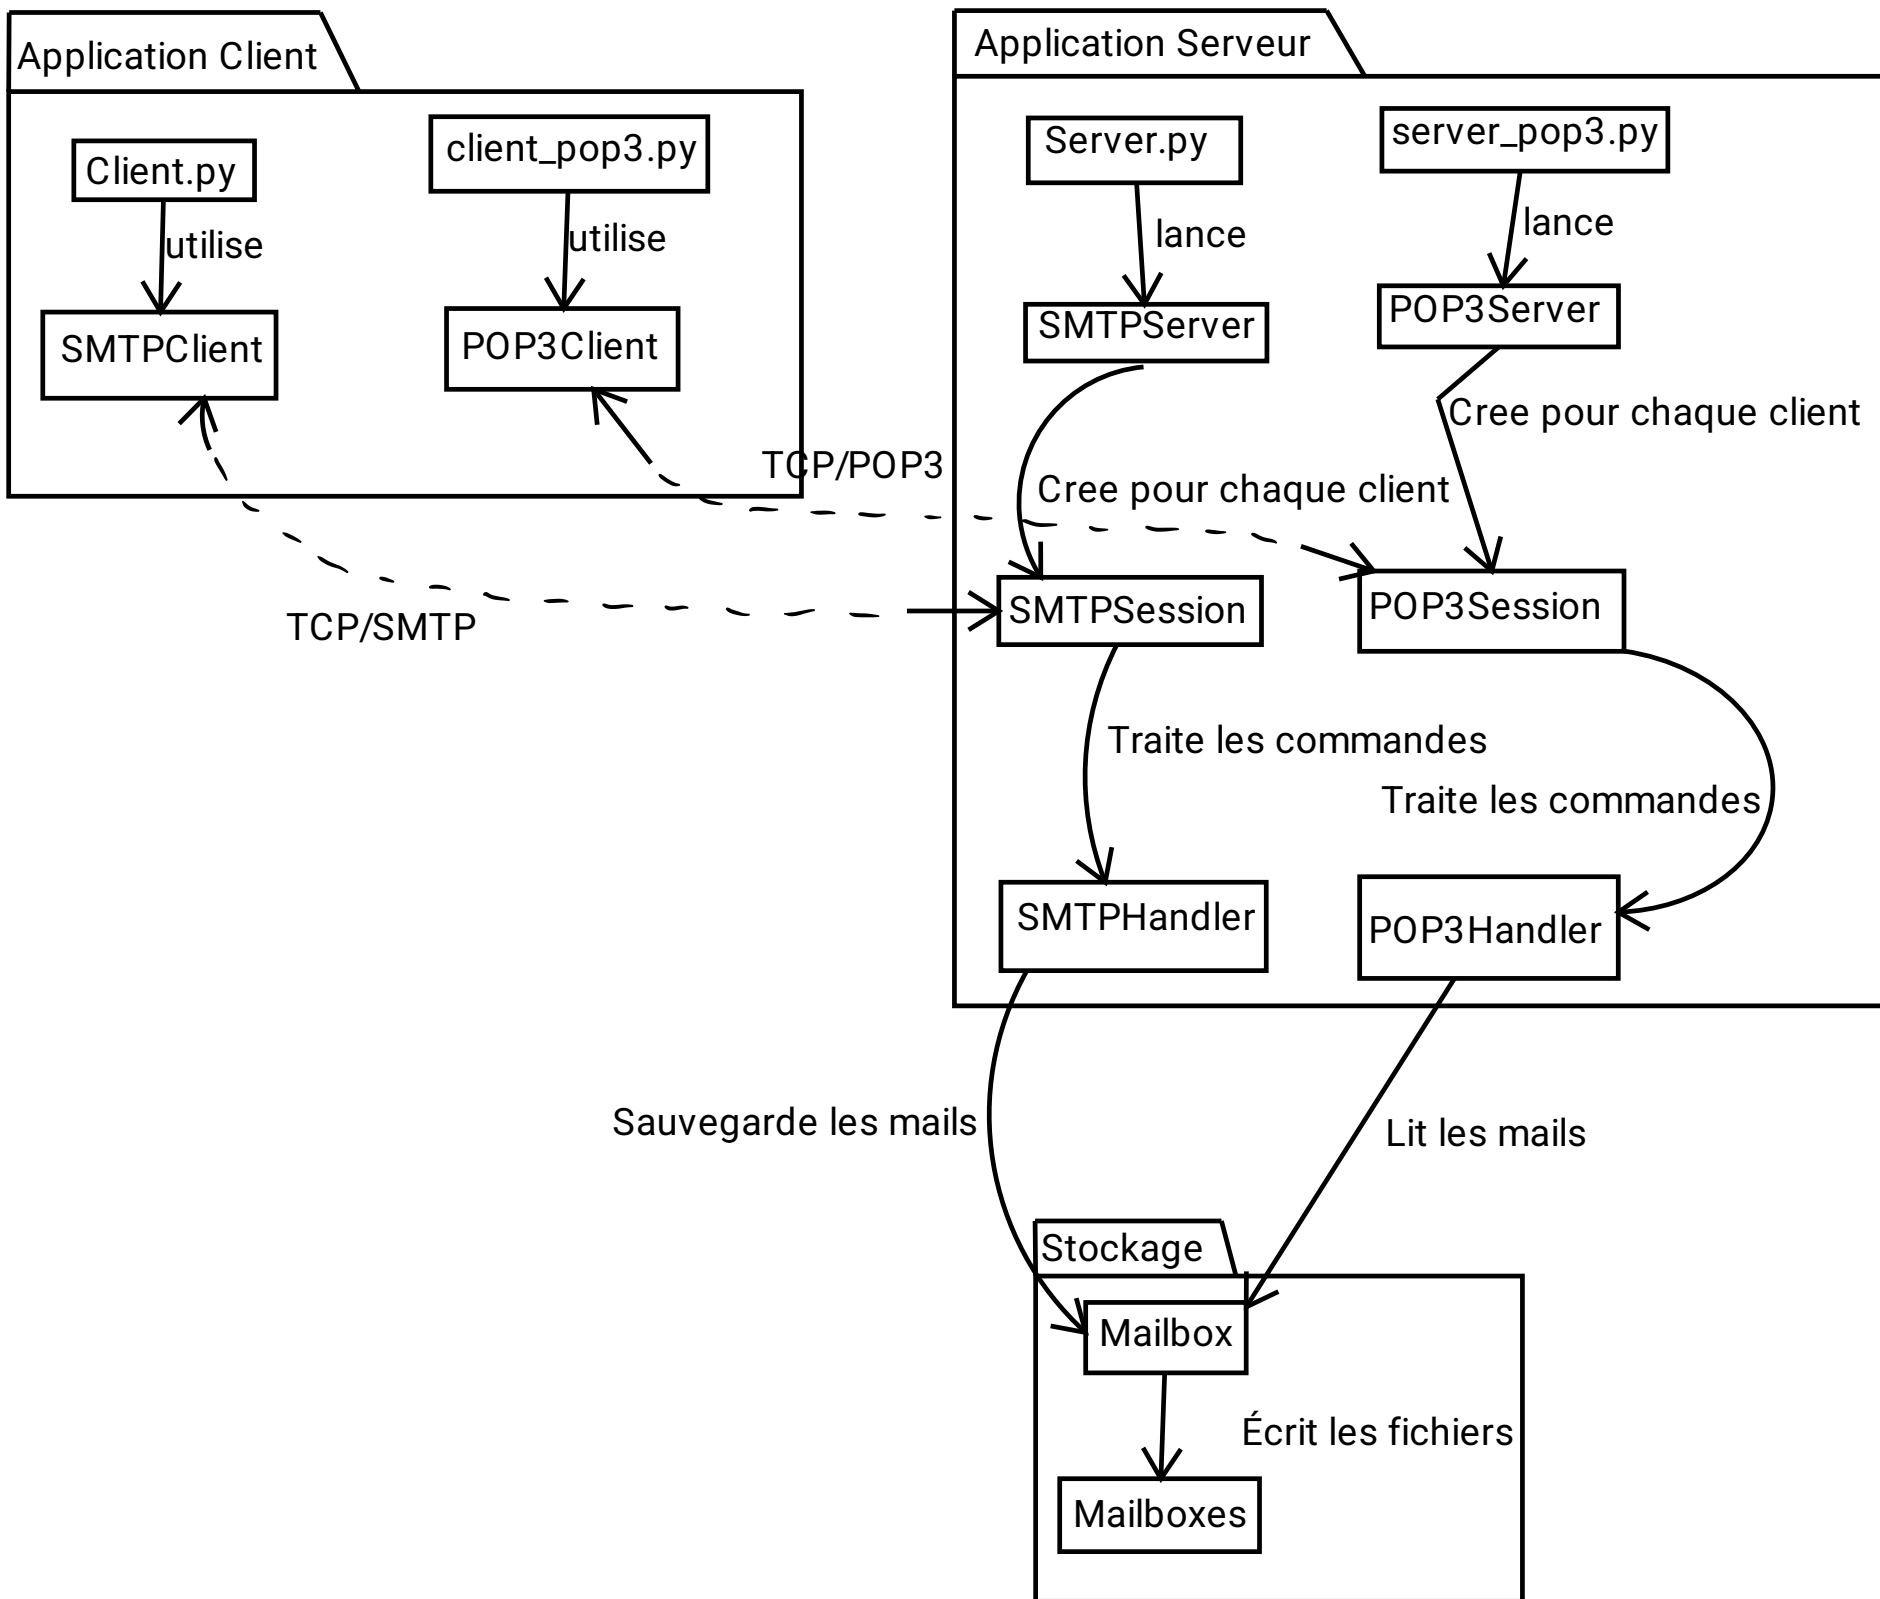 Application Client
Application Serveur
Client.py
client_pop3.py
Server.py
server_pop3.py
utilise
utilise
lance
lance
SMTPClient
POP3Client
SMTPServer
POP3Server
Cree pour chaque client
TCP/POP3
Cree pour chaque client
TCP/SMTP
SMTPSession
POP3Session
Traite les commandes
Traite les commandes
SMTPHandler
POP3Handler
Sauvegarde les mails
Lit les mails
Stockage
Mailbox
Écrit les fichiers
Mailboxes